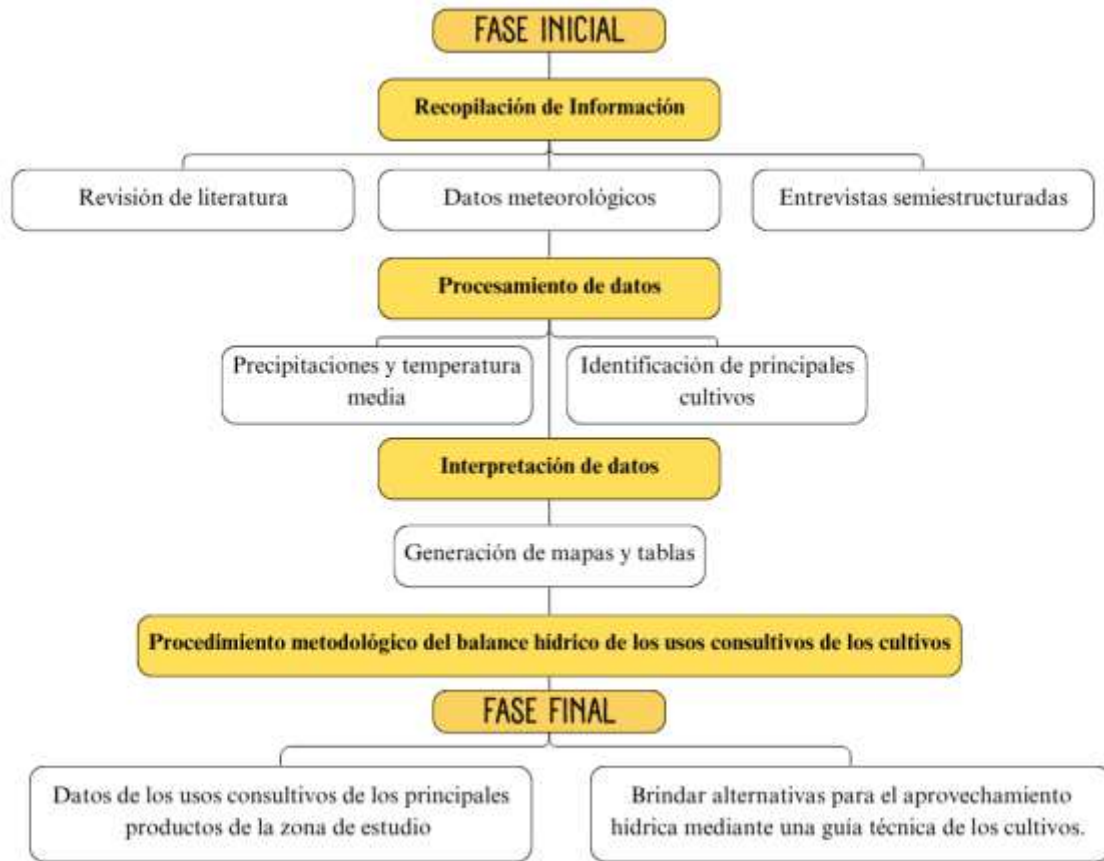 FASE INICIAL
Recopilación de Información
Revisión de literatura
Datos meteorológicos
Entrevistas semiestructuradas
Procesamiento de datos
Precipitaciones y temperatura
media
Identificación de principales
cultivos
Interpretación de datos
Generación de mapas y tablas
Procedimiento metodológico del balance hídrico de los usos consultivos de los cultivos
FASE FINAL
Datos de los usos consultivos de los principales
productos de la zona de estudio
Brindar alternativas para el aprovechamiento
hídrica mediante una guía técnica de los cultivos.